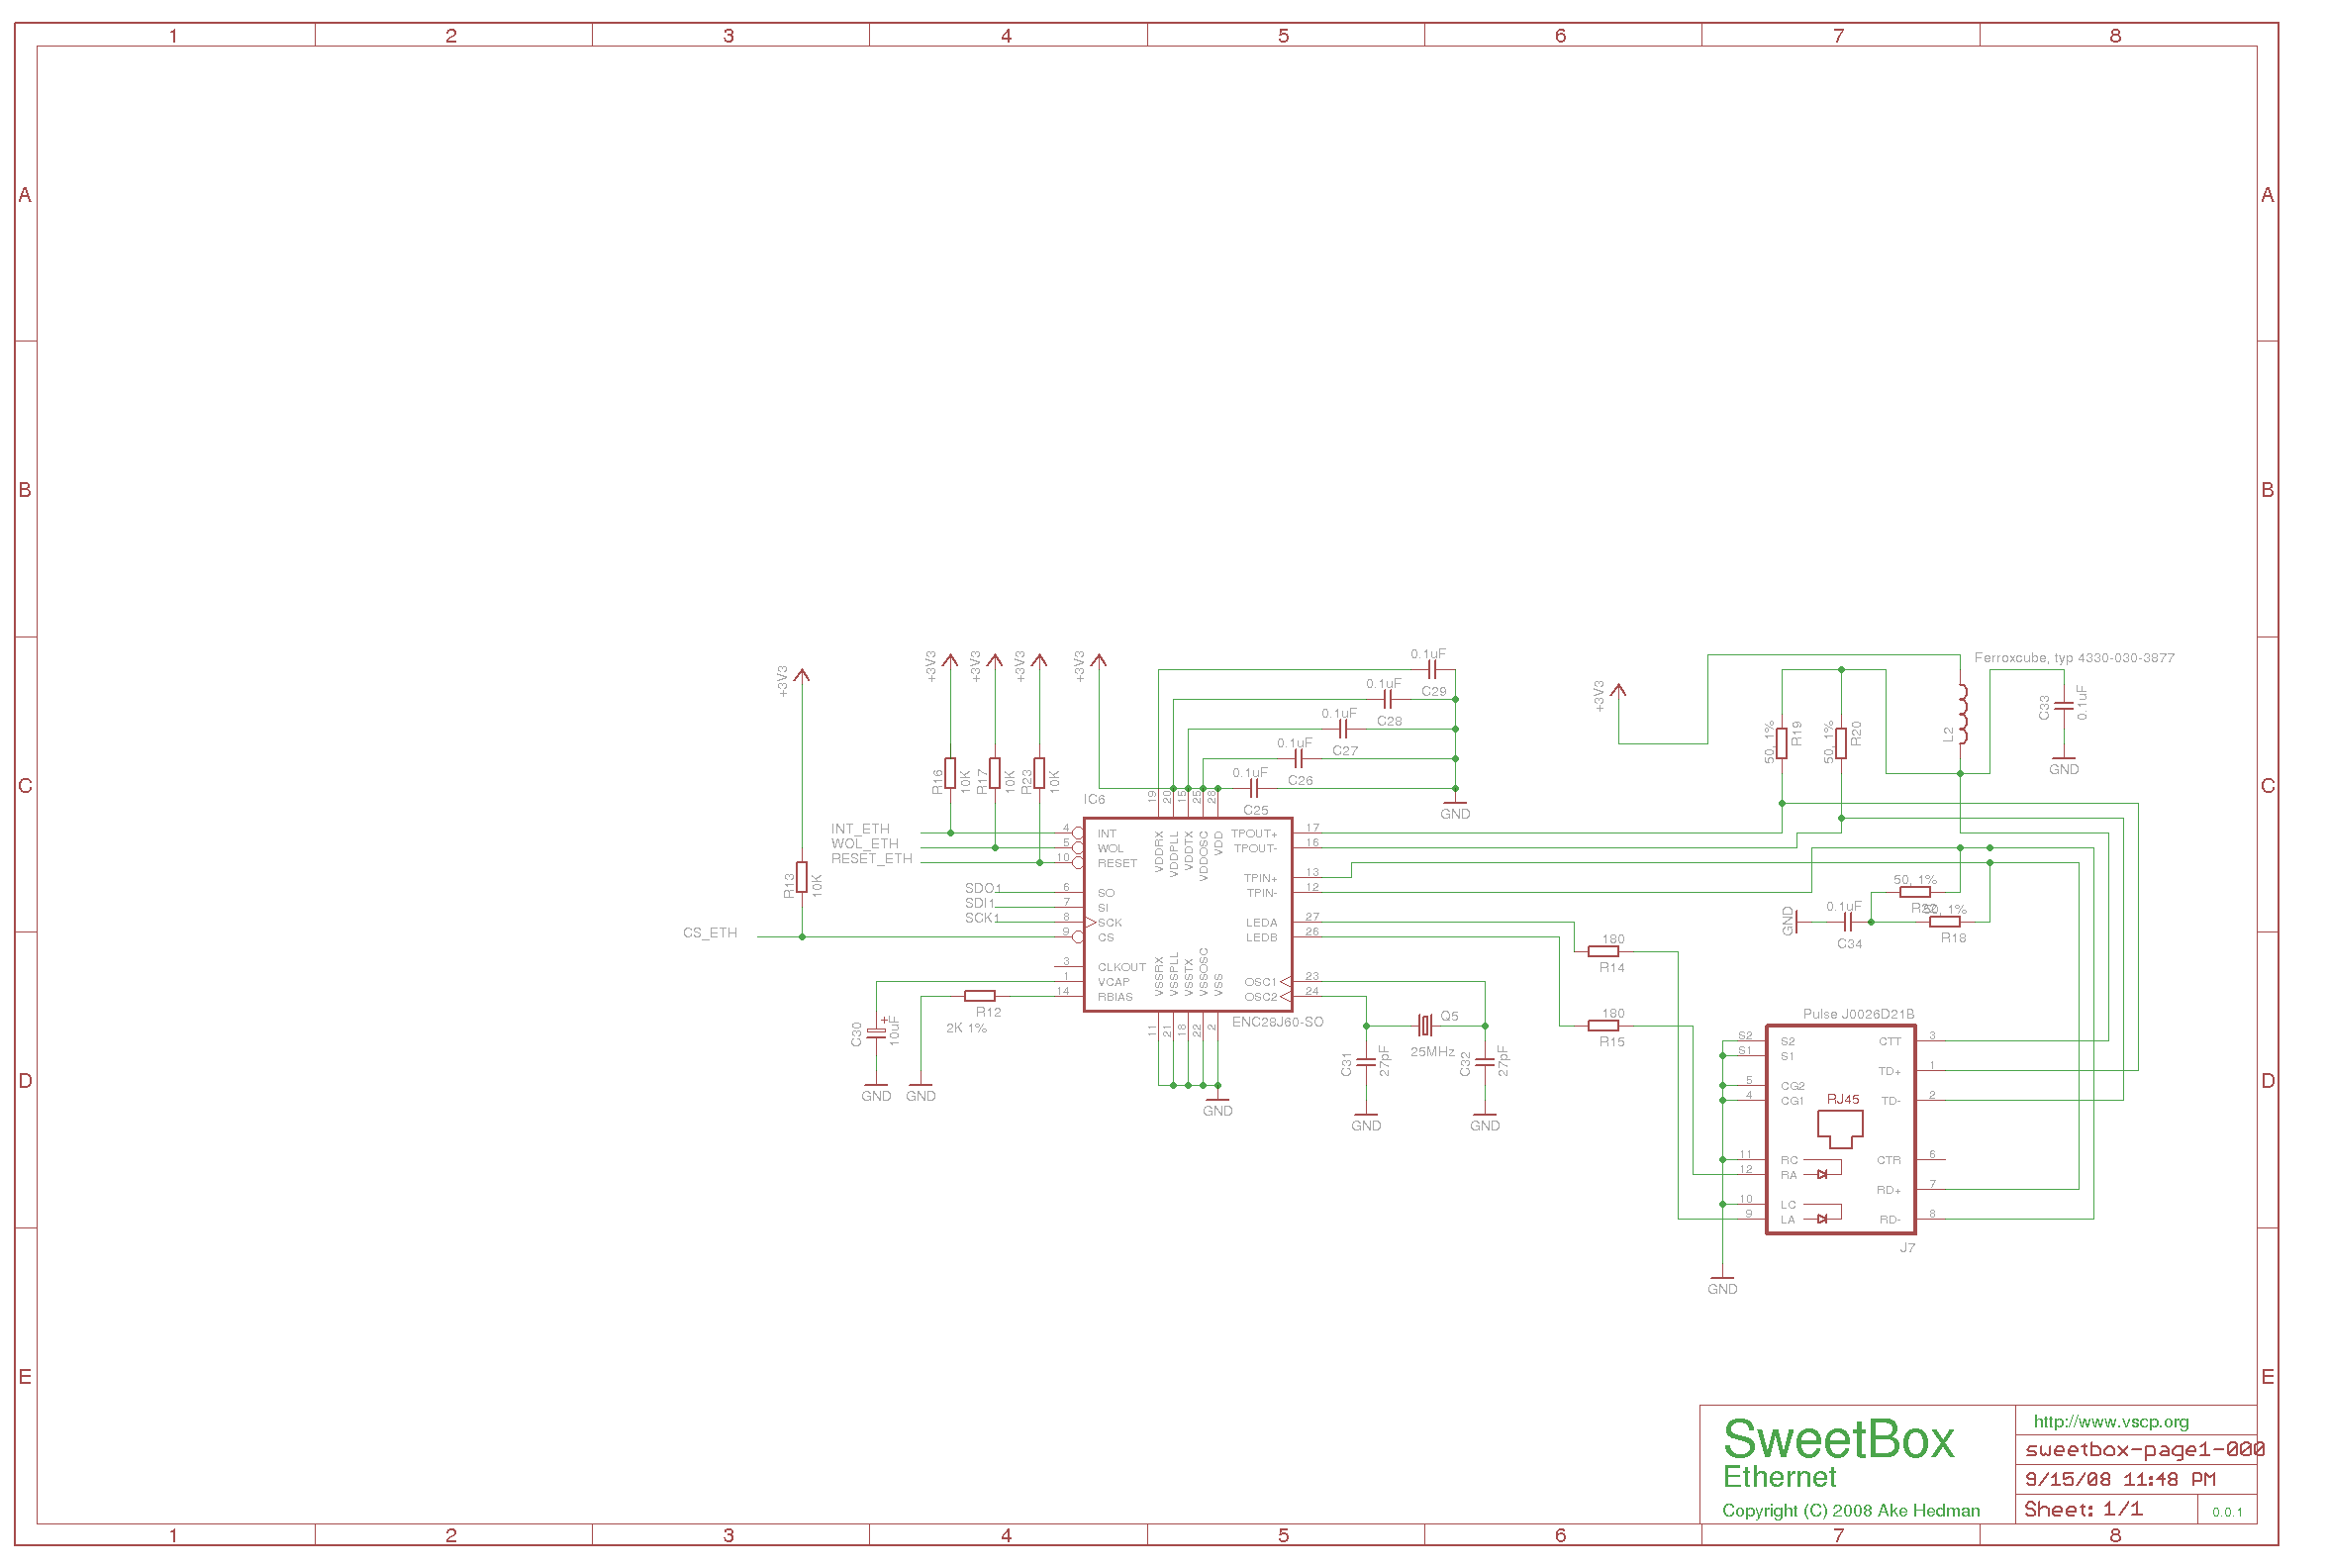 1 2 3 4 5 6 7 8
A A
B B
+3V3 +3V3 +3V3 +3V3 +3V3 +3V3
0.1uF
C29
0.1uF
C28
0.1uF
C27
0.1uF
C26
0.1uF
C25
GND
Ferroxcube, typ 4330-030-3877
50, 1%
R19
50, 1%
R20
L2
C33
0.1uF
GND
C C
R16
10K
R17
10K
R23
10K
IC6
19 20 15 25 28
INT_ETH
WOL_ETH
RESET_ETH
R13
10K
SDO1
SDI1
SCK1
CS_ETH
4 INT
5 WOL
10 RESET
6 SO
7 SI
8 SCK
9 CS
3 CLKOUT
1 VCAP
14 RBIAS
VDDRX
VDDPLL
VDDTX
VDDOSC
VDD
TPOUT+ 17
TPOUT- 16
TPIN+ 13
TPIN- 12
LEDA 27
LEDB 26
OSC1 23
OSC2 24
VSSRX
VSSPLL
VSSTX
VSSOSC
VSS
11 21 18 22 2
ENC28J60-SO
GND
R12
2K 1%
C30
+
10uF
GND GND
Q5
25MHz
C31
27pF
C32
27pF
GND GND
180
R14
180
R15
50, 1%
R22
50, 1%
R18
0.1uF
C34
GND
Pulse J0026D21B
S2 S2
S1 S1
5 CG2
4 CG1
11 RC
12 RA
10 LC
9 LA
RJ45
CTT 3
TD+ 1
TD- 2
CTR 6
RD+ 7
RD- 8
J7
GND
D D
E E
SweetBox
Ethernet
Copyright (C) 2008 Ake Hedman
http://www.vscp.org
sweetbox-page1-000
9/15/08 11:48 PM
Sheet: 1/1
0.0.1
1 2 3 4 5 6 7 8